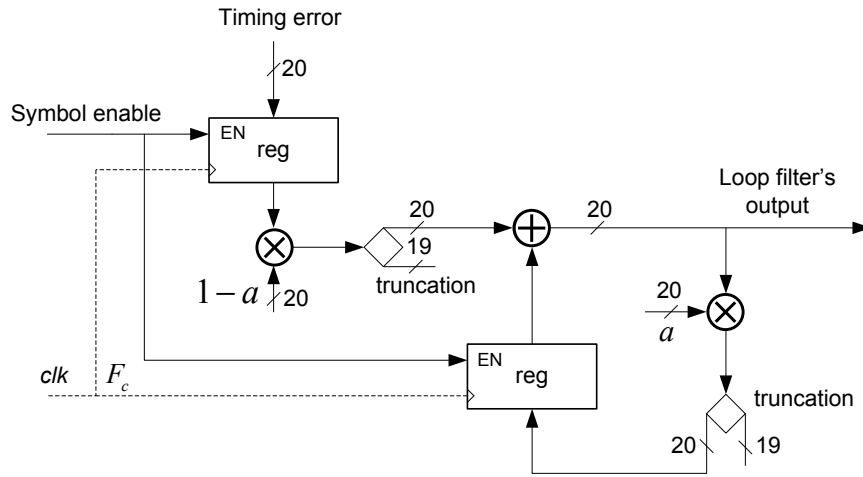 Timing error
20
Symbol enable
EN
reg
Loop filter's
output
20
20
19
truncation
1 − a
20
20
a
EN
reg
clk
F_c
truncation
20
19